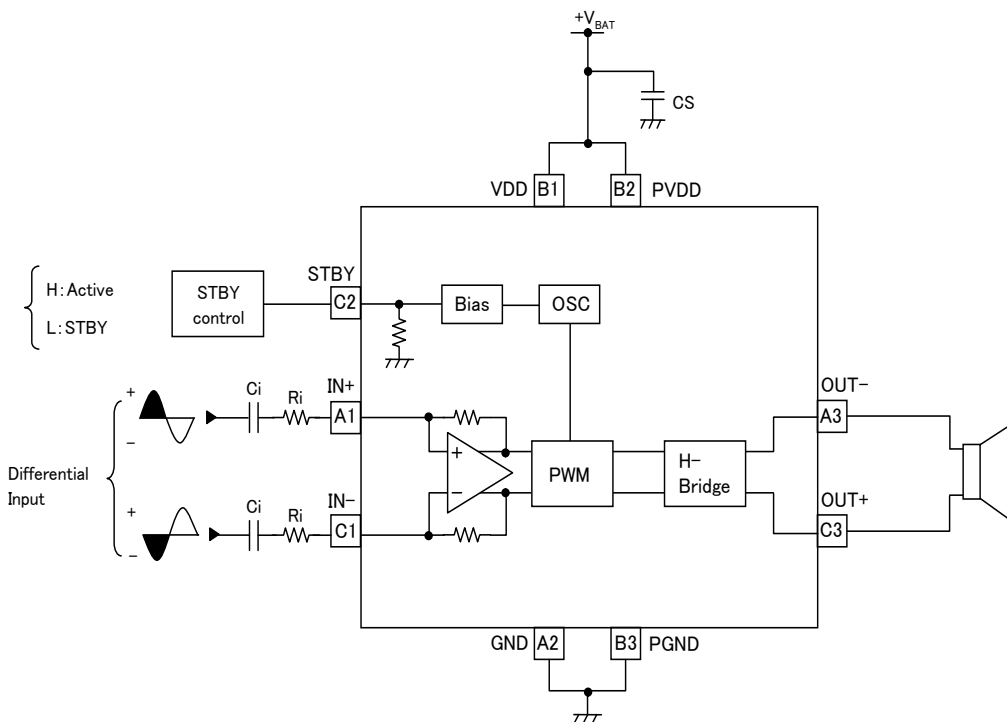 +VBAT
CS
VDD
B1
B2
PVDD
H:Active
L:STBY
STBY
control
STBY
C2
Bias
OSC
+
−
Differential
Input
+
−
Ci
Ri
IN+
A1
Ci
Ri
IN-
C1
+
−
PWM
H-
Bridge
OUT-
A3
OUT+
C3
GND
A2
B3
PGND